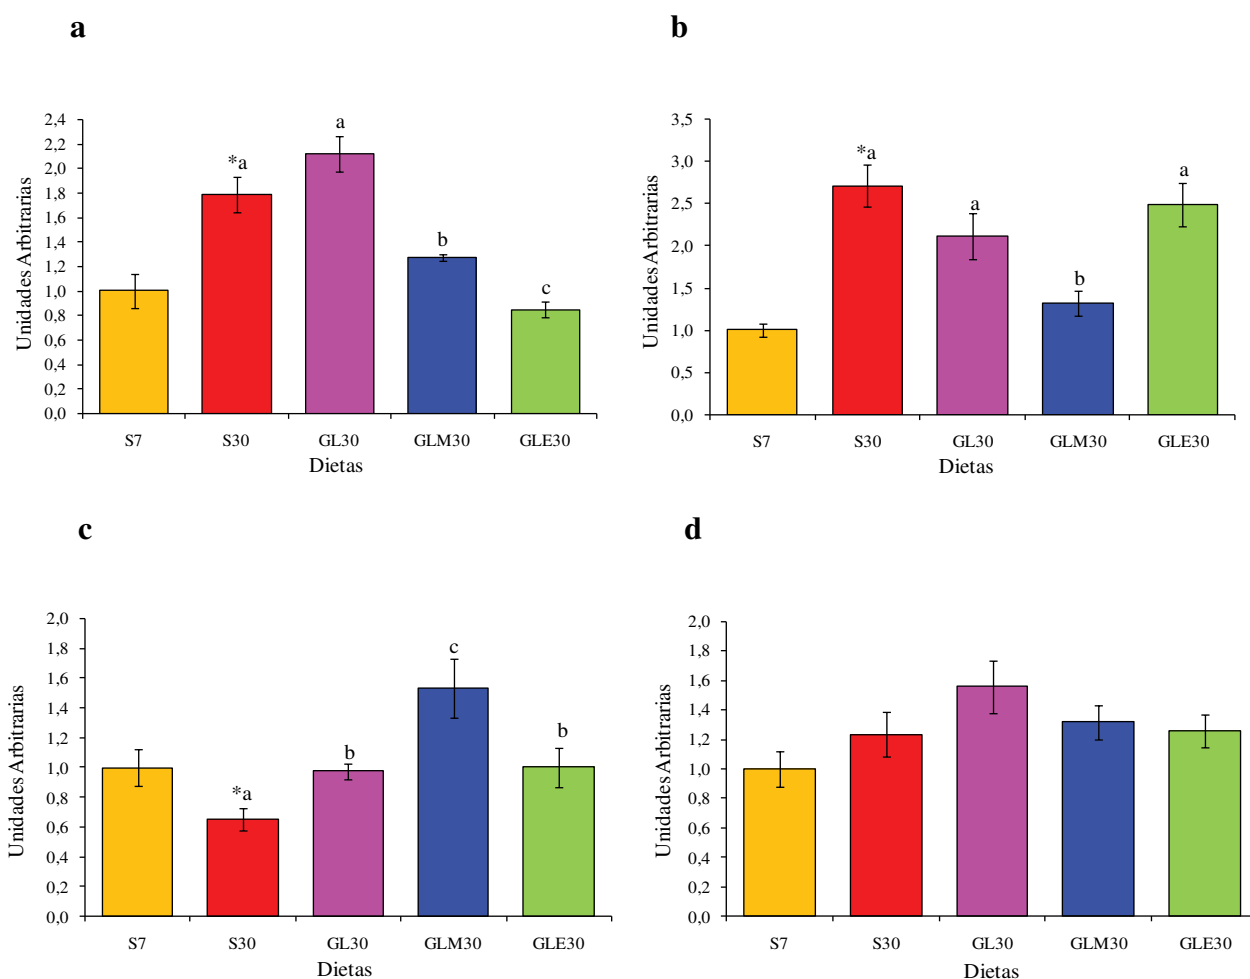 a
Unidades Arbitrarias
2,4
2,2
2,0
1,8
1,6
1,4
1,2
1,0
0,8
0,6
0,4
0,2
0,0
*a
a
b
c
S7 S30 GL30 GLM30 GLE30
Dietas
b
Unidades Arbitrarias
3,5
3,0
2,5
2,0
1,5
1,0
0,5
0,0
*a
a
b
a
S7 S30 GL30 GLM30 GLE30
Dietas
c
Unidades Arbitrarias
2,0
1,8
1,6
1,4
1,2
1,0
0,8
0,6
0,4
0,2
0,0
*a
b
c
b
S7 S30 GL30 GLM30 GLE30
Dietas
d
Unidades Arbitrarias
2,0
1,8
1,6
1,4
1,2
1,0
0,8
0,6
0,4
0,2
0,0
S7 S30 GL30 GLM30 GLE30
Dietas